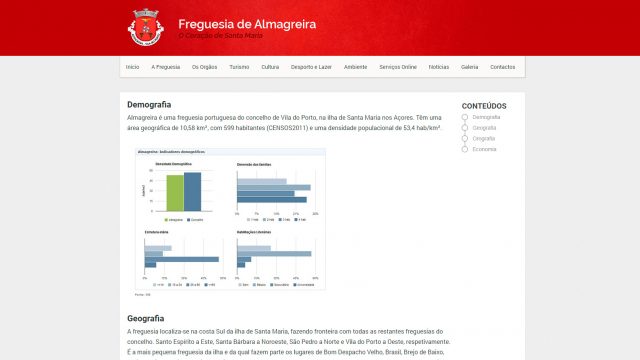 Freguesia de Almagreira
O Coração de Santa Maria
Início A Freguesia Os Orgãos Turismo Cultura Desporto e Lazer Ambiente Serviços Online Notícias Galeria Contactos
Demografia
Almagreira é uma freguesia portuguesa do concelho de Vila do Porto, na ilha de Santa Maria nos Açores. Têm uma
área geográfica de 10,58 km², com 599 habitantes (CENSOS2011) e uma densidade populacional de 53,4 hab/km².
Almagreira: Indicadores demográficos
Densidade Demográfica
Dimensão das famílias
Almagreira Concelho
Estrutura etária
Habilitações Literárias
Geografia
A freguesia localiza-se na costa Sul da ilha de Santa Maria, fazendo fronteira com todas as restantes freguesias do
concelho. Santo Espírito a Este, Santa Bárbara a Noroeste, São Pedro a Norte e Vila do Porto a Oeste, respetivamente.
É a mais pequena freguesia da ilha e da qual fazem parte os lugares de Bom Despacho Velho, Brasil, Brejo de Baixo,
CONTEÚDOS
Demografia
Geografia
Orografia
Economia